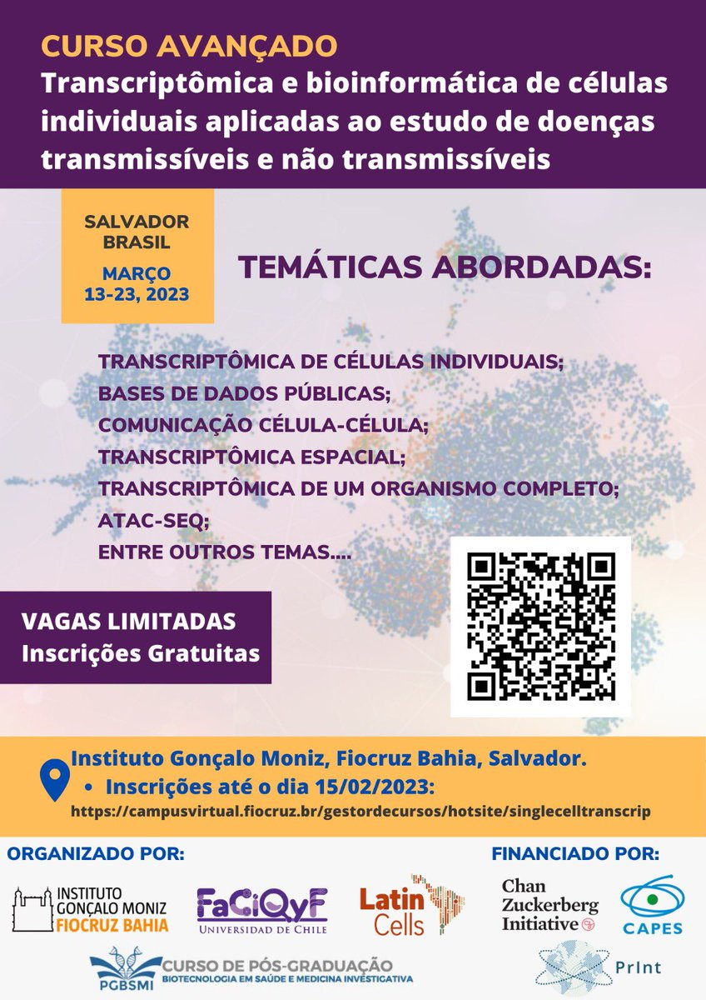 CURSO AVANÇADO
Transcriptômica e bioinformática de células
individuais aplicadas ao estudo de doenças
transmissíveis e não transmissíveis
SALVADOR
BRASIL
MARÇO
13-23, 2023
TEMÁTICAS ABORDADAS:
TRANSCRIPTÔMICA DE CÉLULAS INDIVIDUAIS;
BASES DE DADOS PÚBLICAS;
COMUNICAÇÃO CÉLULA-CÉLULA;
TRANSCRIPTÔMICA ESPACIAL;
TRANSCRIPTÔMICA DE UM ORGANISMO COMPLETO;
ATAC-SEQ;
ENTRE OUTROS TEMAS....
VAGAS LIMITADAS
Inscrições Gratuitas
Instituto Gonçalo Moniz, Fiocruz Bahia, Salvador.
• Inscrições até o dia 15/02/2023:
https://campusvirtual.fiocruz.br/gestordecursos/hotsite/singlecelltranscrip
ORGANIZADO POR:
INSTITUTO
GONÇALO MONIZ
FIOCRUZ BAHIA
FaCiQyF
UNIVERSIDAD DE CHILE
Latin
Cells
PGBSMI
CURSO DE PÓS-GRADUAÇÃO
BIOTECNOLOGIA EM SAÚDE E MEDICINA INVESTIGATIVA
FINANCIADO POR:
Chan
Zuckerberg
Initiative
CAPES
PrInt